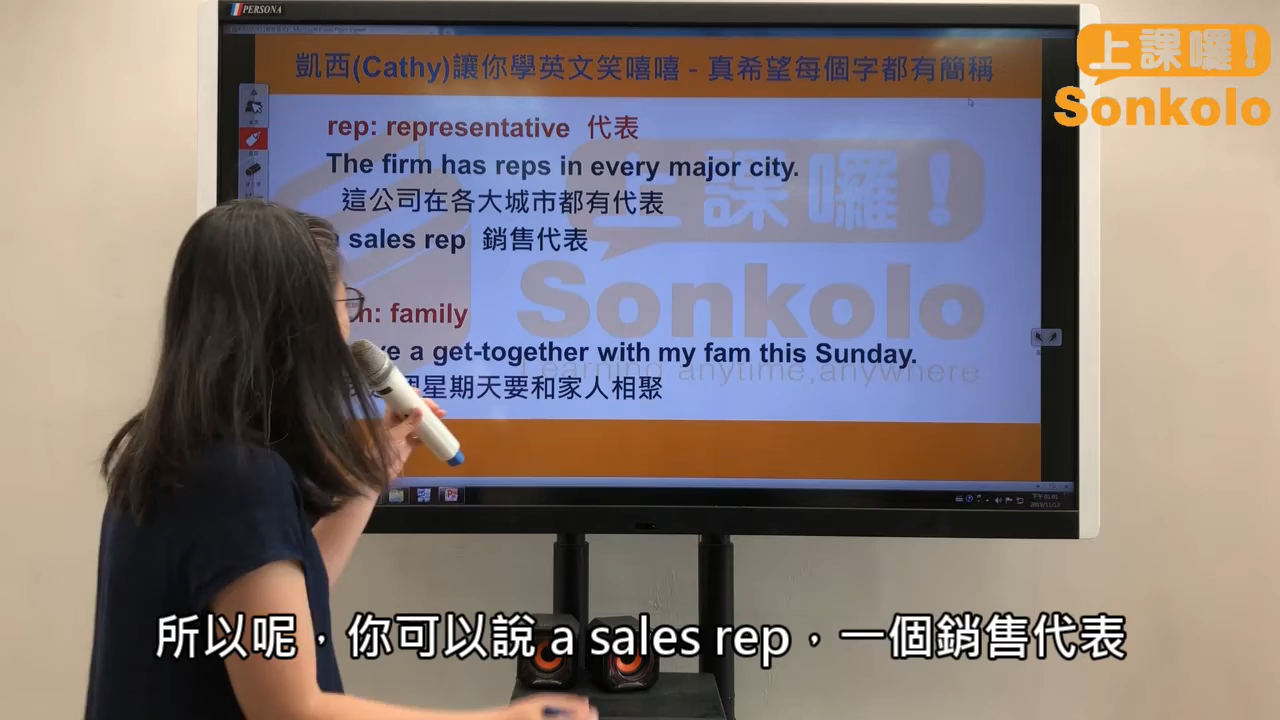 PERSONA
上課囉!
Sonkolo
凱西(Cathy)讓你學英文笑嘻嘻 - 真希望每個字都有簡稱
rep: representative 代表
The firm has reps in every major city.
這公司在各大城市都有代表
sales rep 銷售代表
上課囉!
: family
Sonkolo
a get-together with my fam this Sunday.
Learning anytime, anywhere
星期天要和家人相聚
所以呢，你可以說 a sales rep，一個銷售代表